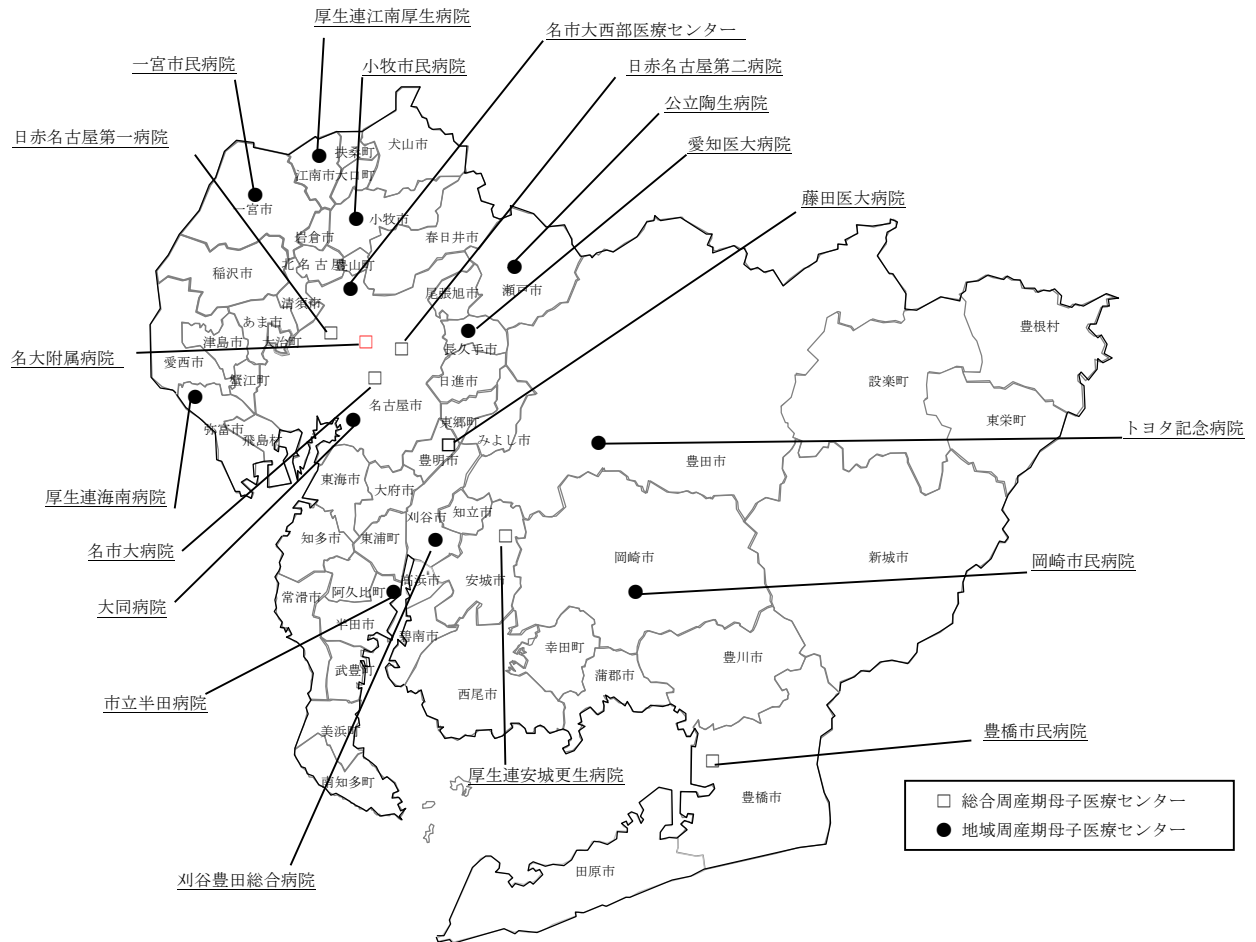 厚生連江南厚生病院
名市大西部医療センター
一宮市民病院
小牧市民病院
日赤名古屋第二病院
公立陶生病院
日赤名古屋第一病院
愛知医大病院
藤田医大病院
犬山市
扶桑町
江南市
大口町
一宮市
小牧市
岩倉市
春日井市
北名古屋
豊山町
稲沢市
尾張旭市
瀬戸市
清須市
あま市
津島市
大治町
長久手市
名大附属病院
愛西市
蟹江町
日進市
名古屋市
東郷町
弥富市
飛島村
みよし市
豊明市
豊根村
設楽町
東栄町
トヨタ記念病院
豊田市
東海市
大府市
厚生連海南病院
刈谷市
知立市
知多市
東浦町
名市大病院
岡崎市
新城市
岡崎市民病院
高浜市
安城市
常滑市
阿久比町
大同病院
半田市
碧南市
幸田町
豊川市
武豊町
蒲郡市
西尾市
市立半田病院
美浜町
豊橋市民病院
南知多町
厚生連安城更生病院
豊橋市
□ 総合周産期母子医療センター
● 地域周産期母子医療センター
田原市
刈谷豊田総合病院